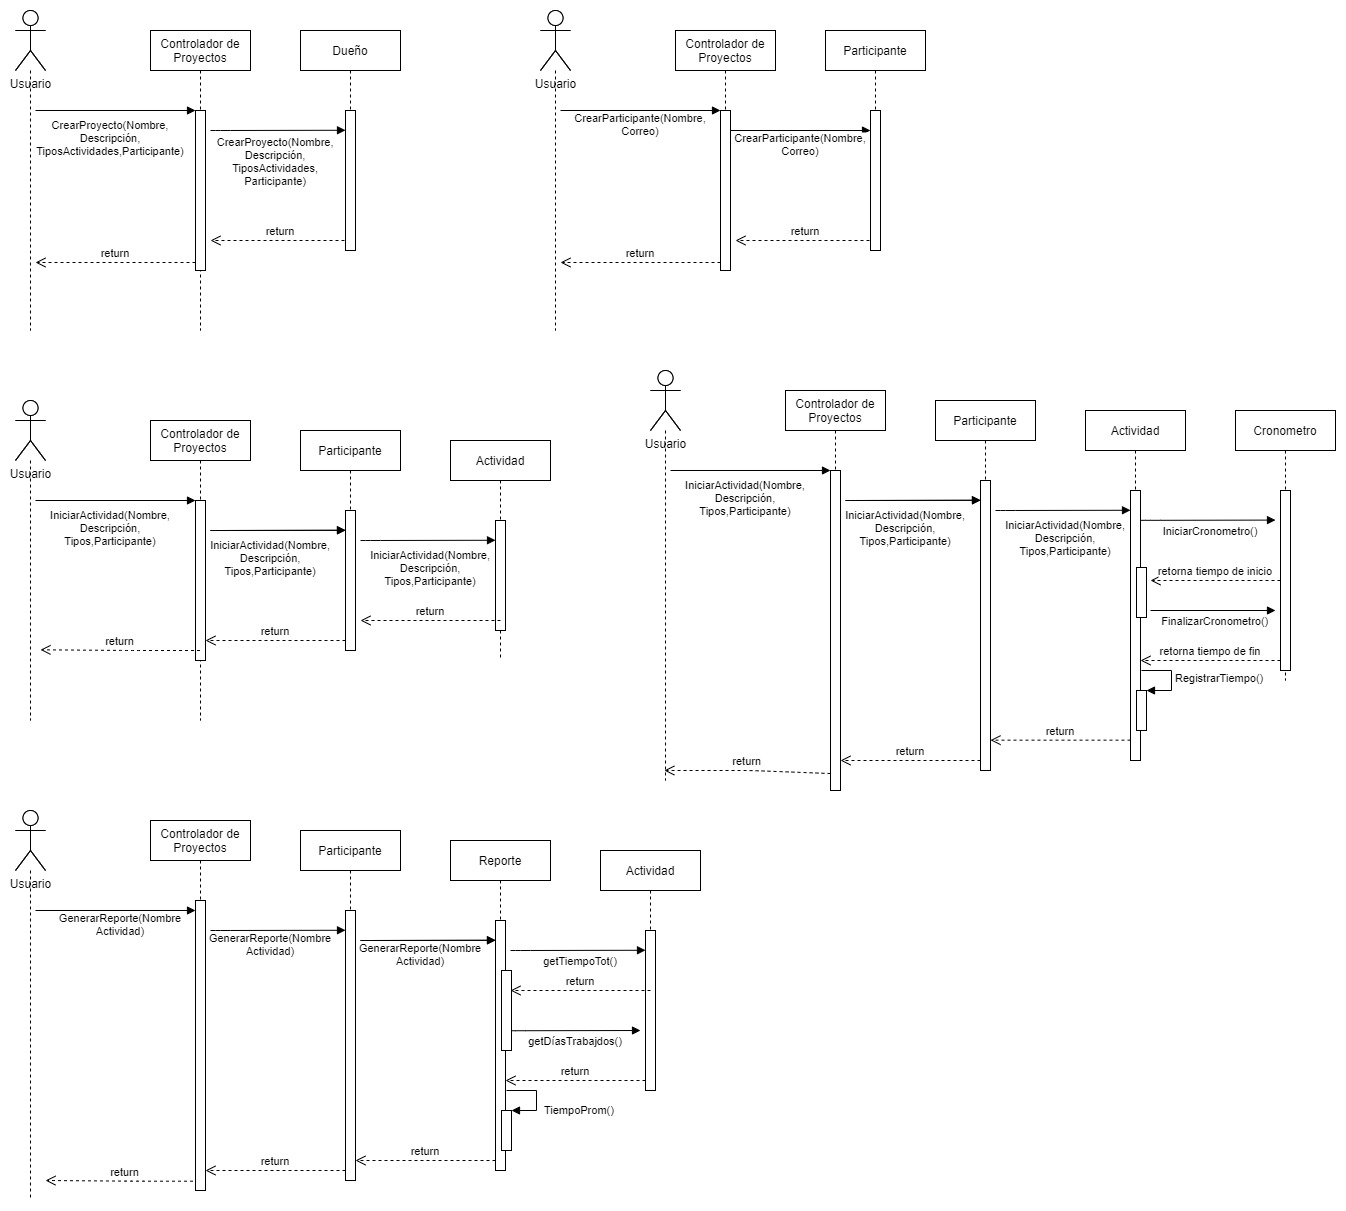 Usuario
Controlador de
Proyectos
Dueño
CrearProyecto(Nombre,
Descripción,
TiposActividades,Participante)
CrearProyecto(Nombre,
Descripción,
TiposActividades,
Participante)
return
return
Usuario
Controlador de
Proyectos
Participante
CrearParticipante(Nombre,
Correo)
CrearParticipante(Nombre,
Correo)
return
return
Usuario
Controlador de
Proyectos
Participante
Actividad
IniciarActividad(Nombre,
Descripción,
Tipos,Participante)
IniciarActividad(Nombre,
Descripción,
Tipos,Participante)
IniciarActividad(Nombre,
Descripción,
Tipos,Participante)
return
return
return
Usuario
Controlador de
Proyectos
Participante
Actividad
Cronometro
IniciarActividad(Nombre,
Descripción,
Tipos,Participante)
IniciarActividad(Nombre,
Descripción,
Tipos,Participante)
IniciarActividad(Nombre,
Descripción,
Tipos,Participante)
IniciarCronometro()
retorna tiempo de inicio
FinalizarCronometro()
retorna tiempo de fin
RegistrarTiempo()
return
return
return
Usuario
Controlador de
Proyectos
Participante
Reporte
Actividad
GenerarReporte(Nombre
Actividad)
GenerarReporte(Nombre
Actividad)
GenerarReporte(Nombre
Actividad)
getTiempoTot()
return
getDíasTrabajdos()
return
TiempoProm()
return
return
return